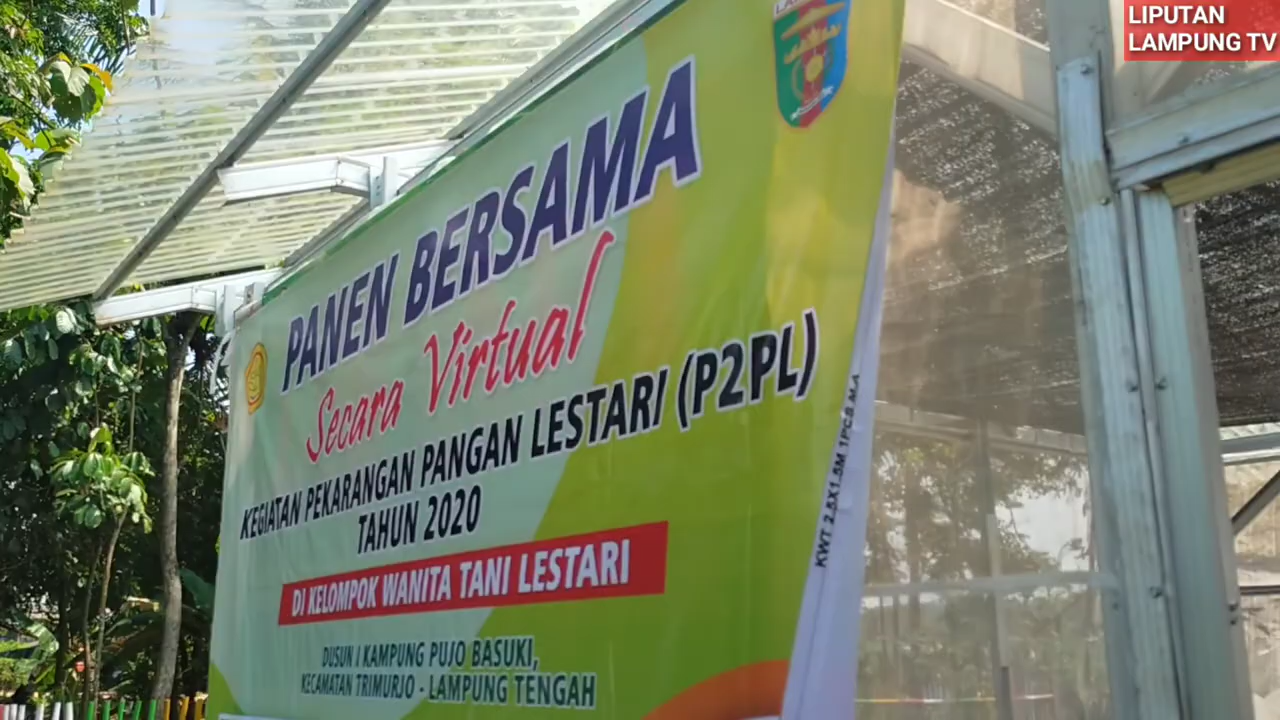 LIPUTAN
LAMPUNG TV
PANEN BERSAMA
Secara Virtual
KEGIATAN PEKARANGAN PANGAN LESTARI (P2PL)
TAHUN 2020
DI KELOMPOK WANITA TANI LESTARI
DUSUN I KAMPUNG PUJO BASUKI,
KECAMATAN TRIMURJO - LAMPUNG TENGAH
KWT 2,5X1,5M 1PCS MA